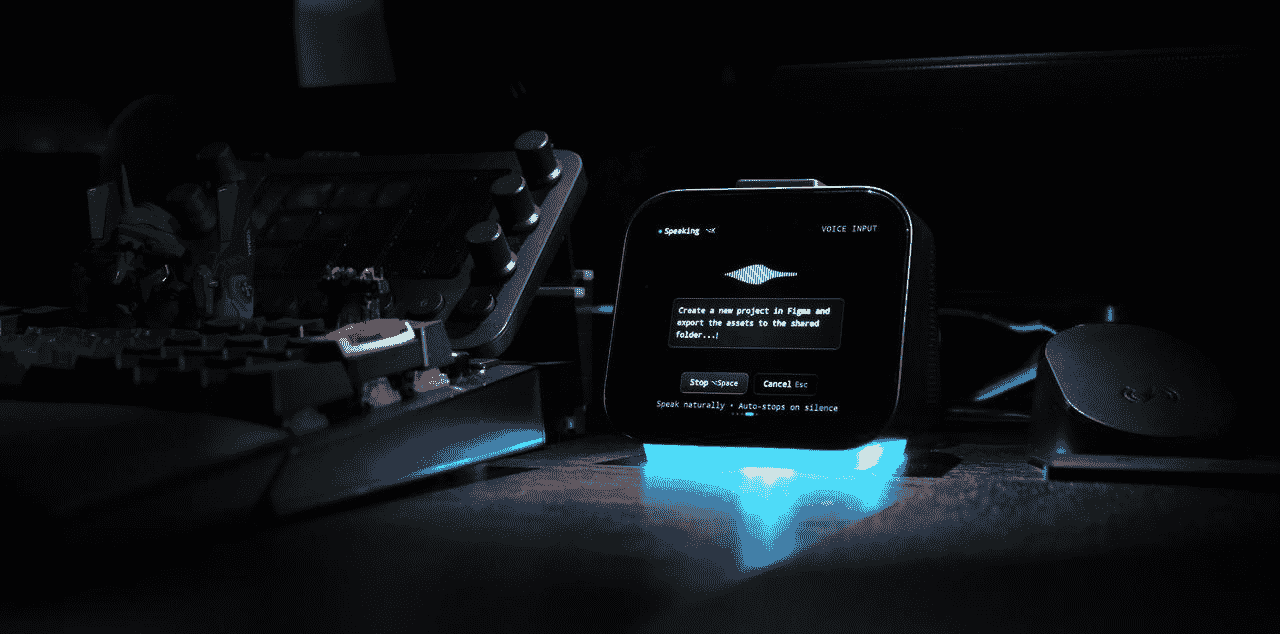 Speaking ⌥K
VOICE INPUT
Create a new project in Figma and
export the assets to the shared
folder...
Stop ⌥Space
Cancel Esc
Speak naturally • Auto-stops on silence